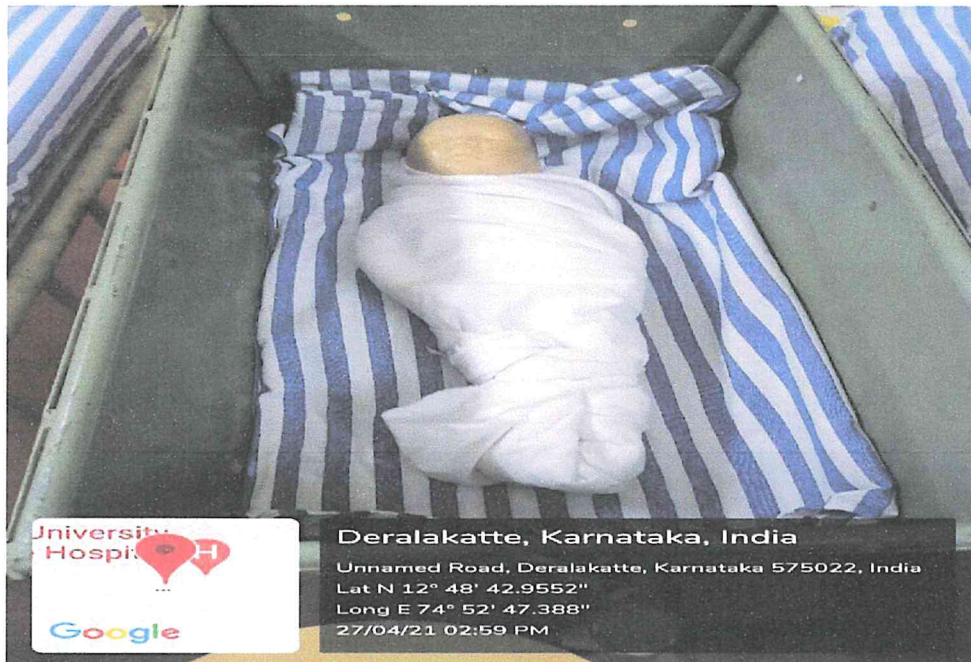 University
Hospi
H
...
Google
Deralakatte, Karnataka, India
Unnamed Road, Deralakatte, Karnataka 575022, India
Lat N 12° 48' 42.9552"
Long E 74° 52' 47.388"
27/04/21 02:59 PM